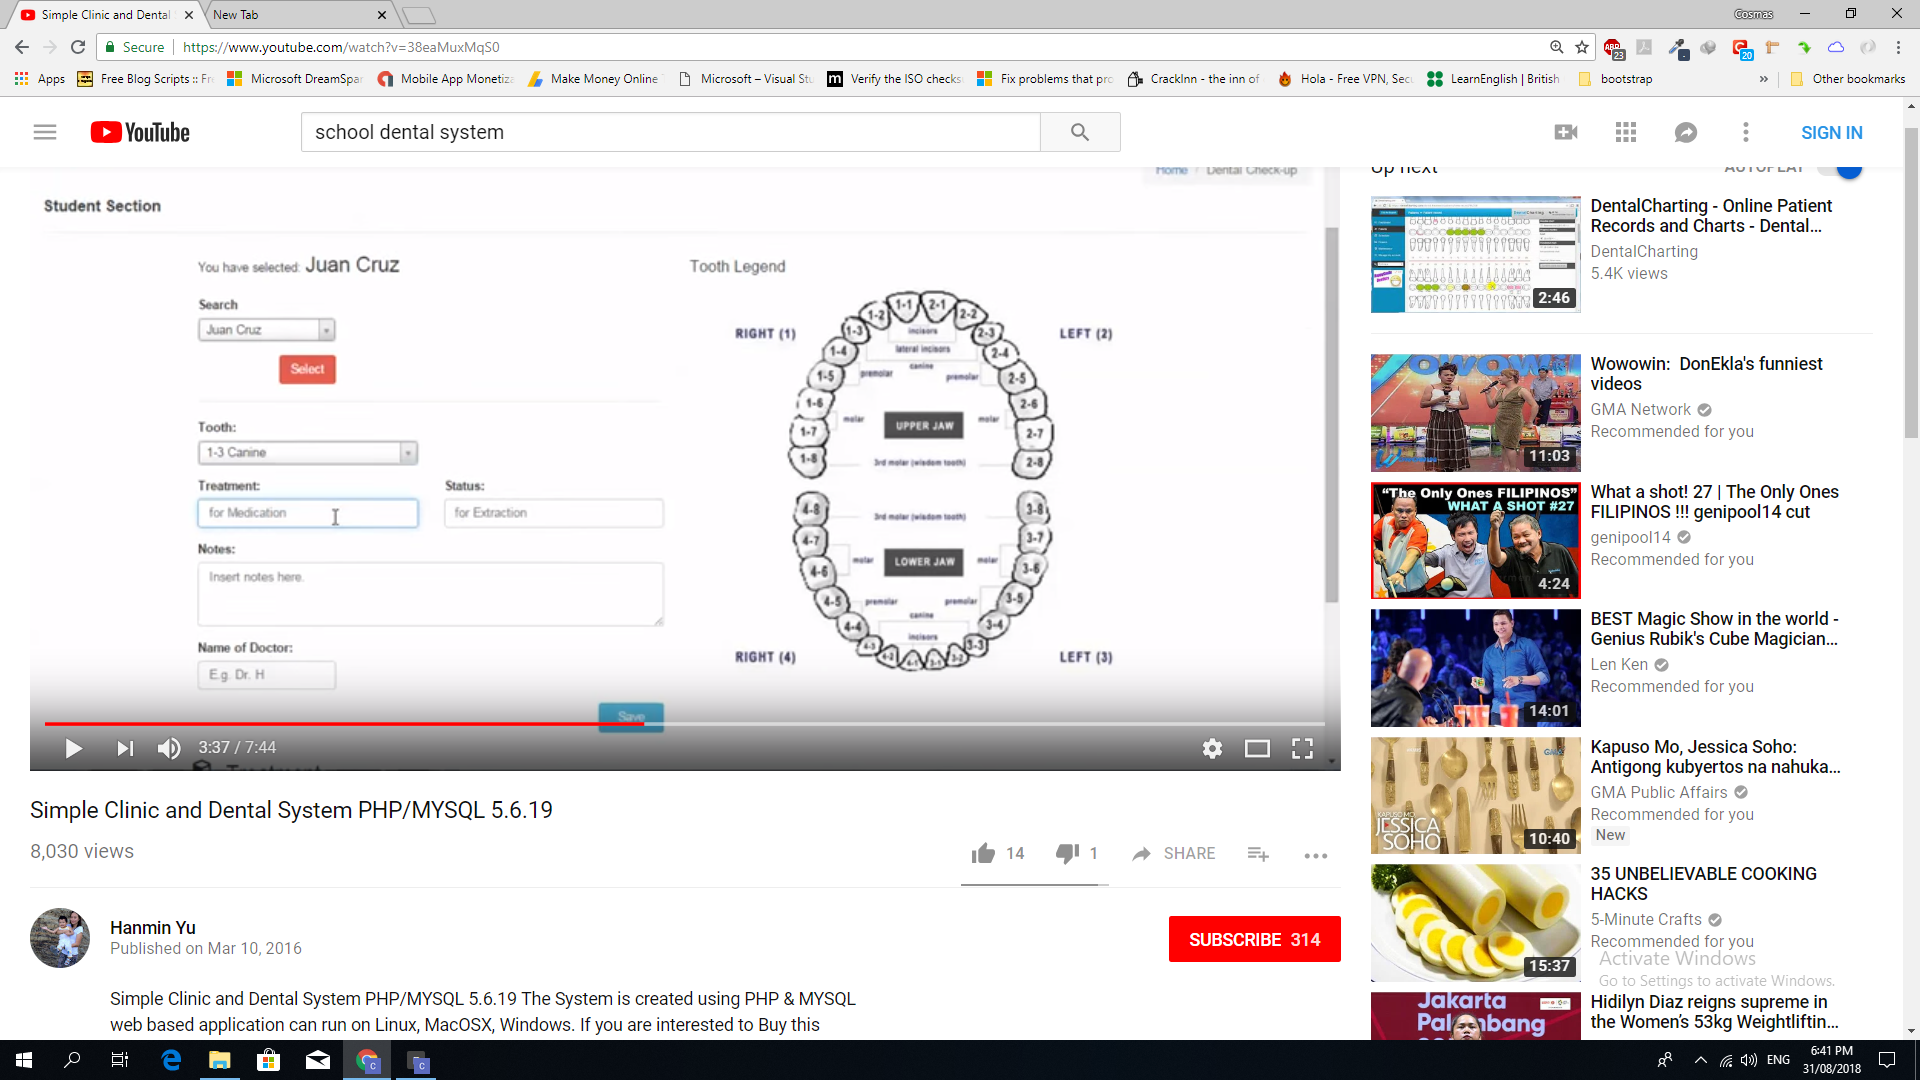 Simple Clinic and Dental
New Tab
Cosmas
Secure
https://www.youtube.com/watch?v=38eaMuxMqS0
Apps
Free Blog Scripts :: Fr
Microsoft DreamSpar
Mobile App Monetiza
Make Money Online
Microsoft – Visual Stu
Verify the ISO checks
Fix problems that pro
CrackInn - the inn of
Hola - Free VPN, Secu
LearnEnglish | British
bootstrap
»
Other bookmarks
YouTube
school dental system
SIGN IN
Home / Dental Check-up
Student Section
You have selected: Juan Cruz
Search
Juan Cruz
Select
Tooth:
1-3 Canine
Treatment:
Status:
for Medication
for Extraction
Notes:
Insert notes here.
Name of Doctor:
E.g. Dr. H
Save
Tooth Legend
RIGHT (1)
LEFT (2)
1-1
2-1
1-2
2-2
1-3
2-3
1-4
2-4
1-5
2-5
1-6
2-6
1-7
2-7
1-8
2-8
incisors
lateral incisors
canine
premolar
premolar
molar
molar
UPPER JAW
3rd molar (wisdom tooth)
4-8
3-8
3rd molar (wisdom tooth)
4-7
3-7
molar
LOWER JAW
molar
4-6
3-6
4-5
premolar
premolar
3-5
canine
4-4
3-4
incisors
4-3
3-3
4-2
4-1
3-1
3-2
RIGHT (4)
LEFT (3)
3:37 / 7:44
Simple Clinic and Dental System PHP/MYSQL 5.6.19
8,030 views
14
1
SHARE
Hanmin Yu
Published on Mar 10, 2016
SUBSCRIBE 314
Simple Clinic and Dental System PHP/MYSQL 5.6.19 The System is created using PHP & MYSQL
web based application can run on Linux, MacOSX, Windows. If you are interested to Buy this
Up next
AUTOPLAY
2:46
DentalCharting - Online Patient
Records and Charts - Dental...
DentalCharting
5.4K views
11:03
Wowowin: DonEkla's funniest
videos
GMA Network
Recommended for you
"The Only Ones FILIPINOS"
WHAT A SHOT #27
4:24
What a shot! 27 | The Only Ones
FILIPINOS !!! genipool14 cut
genipool14
Recommended for you
14:01
BEST Magic Show in the world -
Genius Rubik's Cube Magician...
Len Ken
Recommended for you
JESSICA
SOHO
10:40
Kapuso Mo, Jessica Soho:
Antigong kubyertos na nahuka...
GMA Public Affairs
Recommended for you
New
15:37
35 UNBELIEVABLE COOKING
HACKS
5-Minute Crafts
Recommended for you
Activate Windows
Go to Settings to activate Windows.
Jakarta
Palembang
Hidilyn Diaz reigns supreme in
the Women's 53kg Weightliftin...
ENG
6:41 PM
31/08/2018